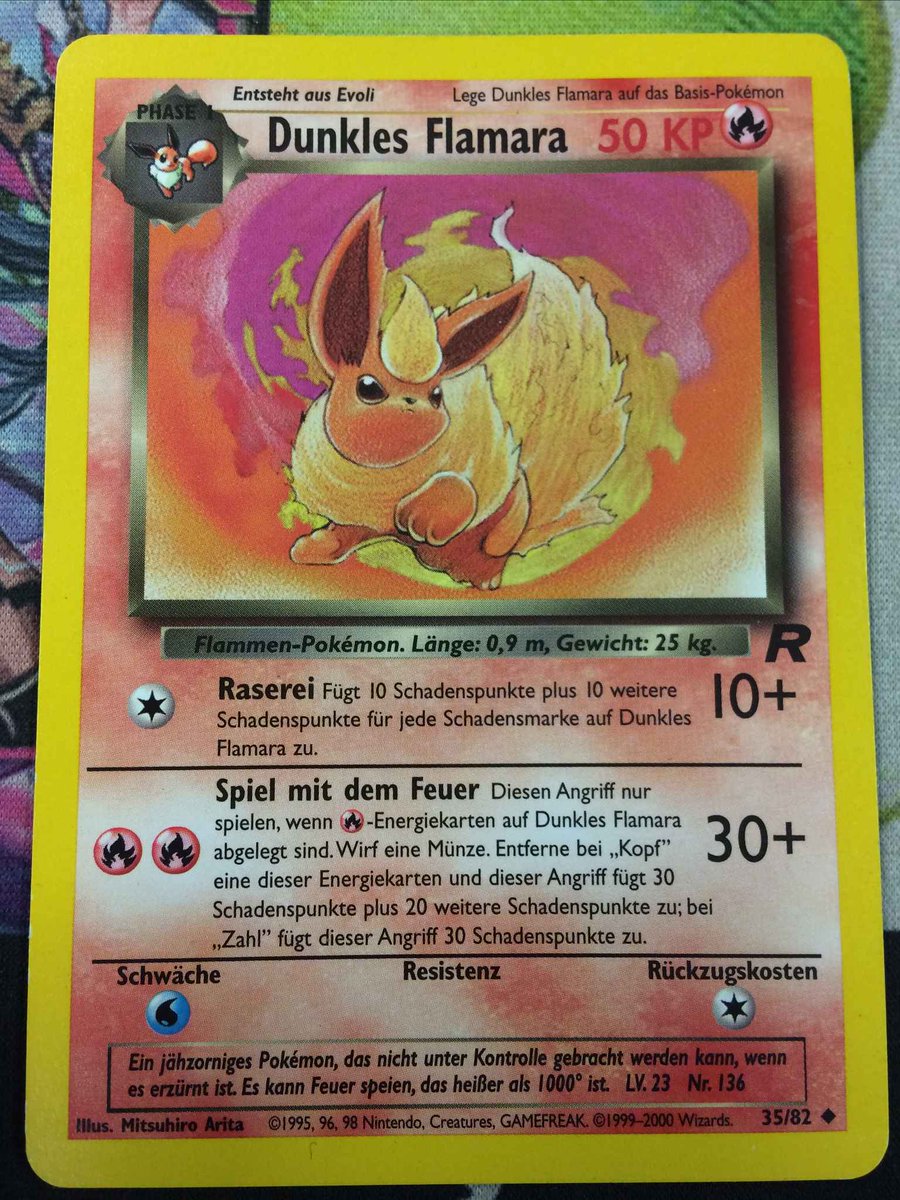 Entsteht aus Evoli
Lege Dunkles Flamara auf das Basis-Pokémon
PHASE 1
Dunkles Flamara 50 KP
Flammen-Pokémon. Länge: 0,9 m, Gewicht: 25 kg.
R
Raserei Fügt 10 Schadenspunkte plus 10 weitere
Schadenspunkte für jede Schadensmarke auf Dunkles
Flamara zu.
10+
Spiel mit dem Feuer Diesen Angriff nur
spielen, wenn -Energiekarten auf Dunkles Flamara
abgelegt sind. Wirf eine Münze. Entferne bei „Kopf”
eine dieser Energiekarten und dieser Angriff fügt 30
Schadenspunkte plus 20 weitere Schadenspunkte zu; bei
„Zahl” fügt dieser Angriff 30 Schadenspunkte zu.
30+
Schwäche Resistenz Rückzugskosten
Ein jähzorniges Pokémon, das nicht unter Kontrolle gebracht werden kann, wenn
es erzürnt ist. Es kann Feuer speien, das heißer als 1000° ist. LV. 23 Nr. 136
Illus. Mitsuhiro Arita ©1995, 96, 98 Nintendo, Creatures, GAMEFREAK. ©1999–2000 Wizards. 35/82